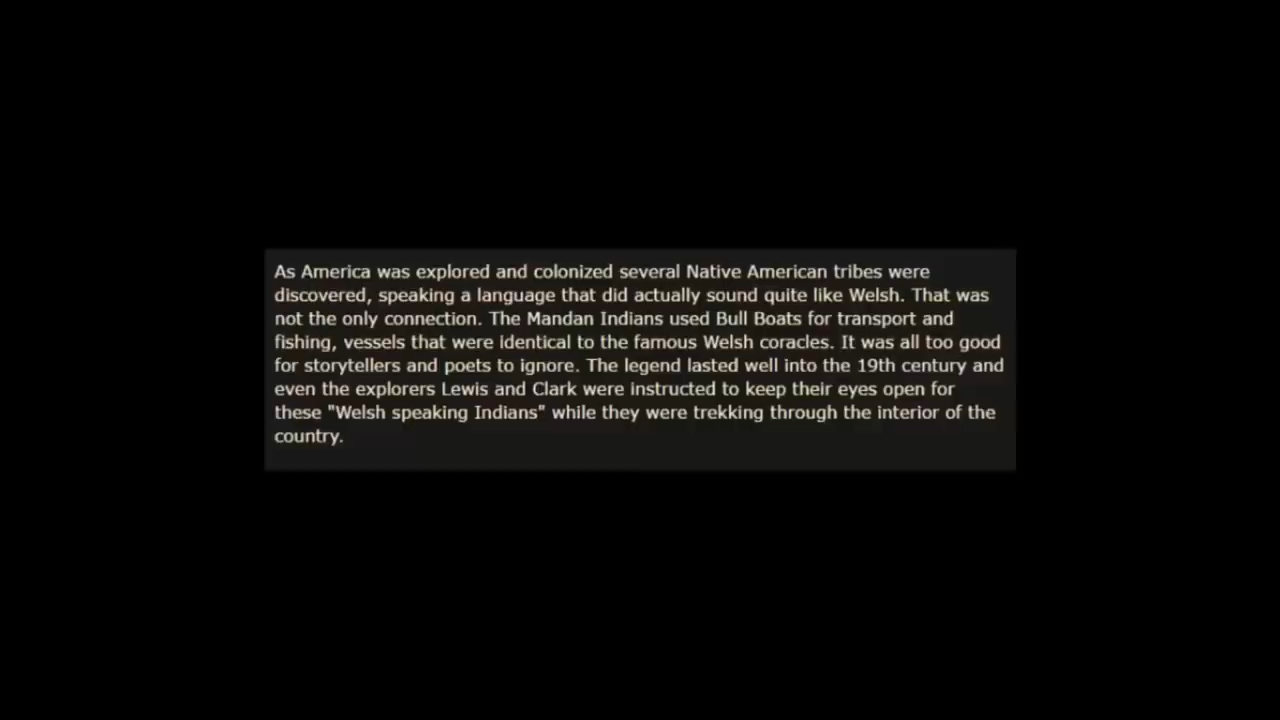 As America was explored and colonized several Native American tribes were
discovered, speaking a language that did actually sound quite like Welsh. That was
not the only connection. The Mandan Indians used Bull Boats for transport and
fishing, vessels that were identical to the famous Welsh coracles. It was all too good
for storytellers and poets to ignore. The legend lasted well into the 19th century and
even the explorers Lewis and Clark were instructed to keep their eyes open for
these "Welsh speaking Indians" while they were trekking through the interior of the
country.